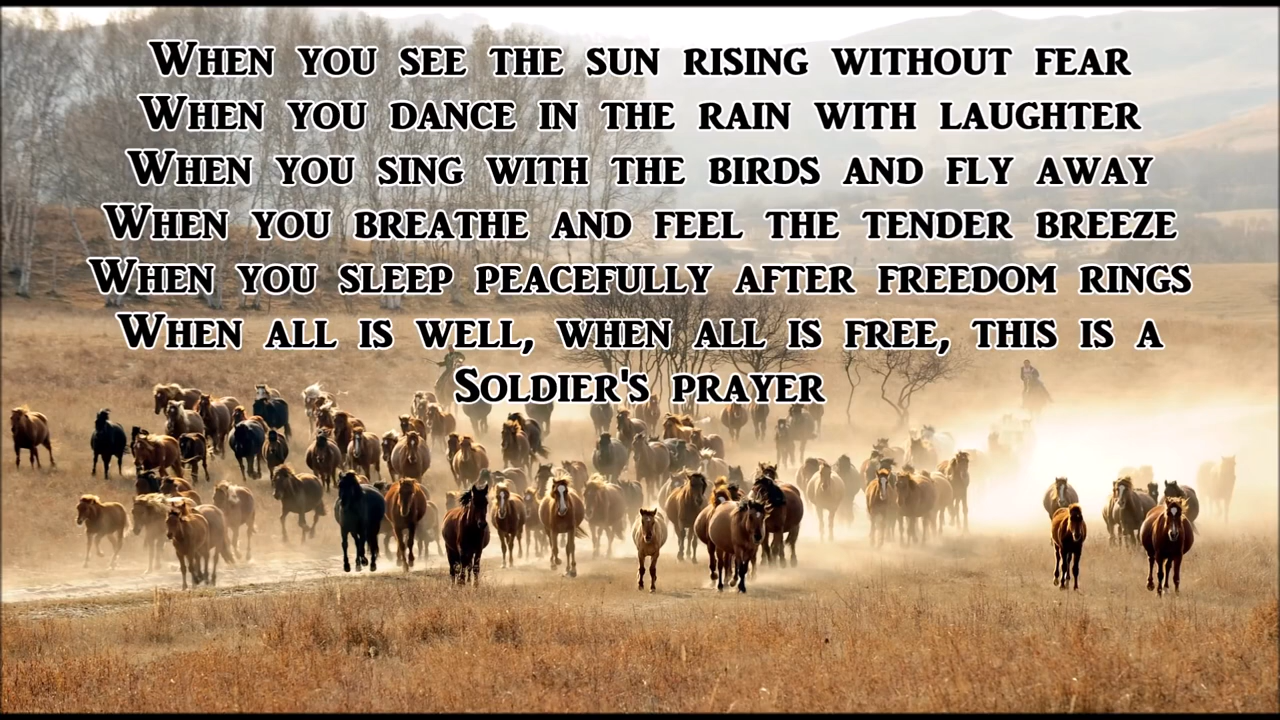 When you see the sun rising without fear
When you dance in the rain with laughter
When you sing with the birds and fly away
When you breathe and feel the tender breeze
When you sleep peacefully after freedom rings
When all is well, when all is free, this is a
Soldier's prayer